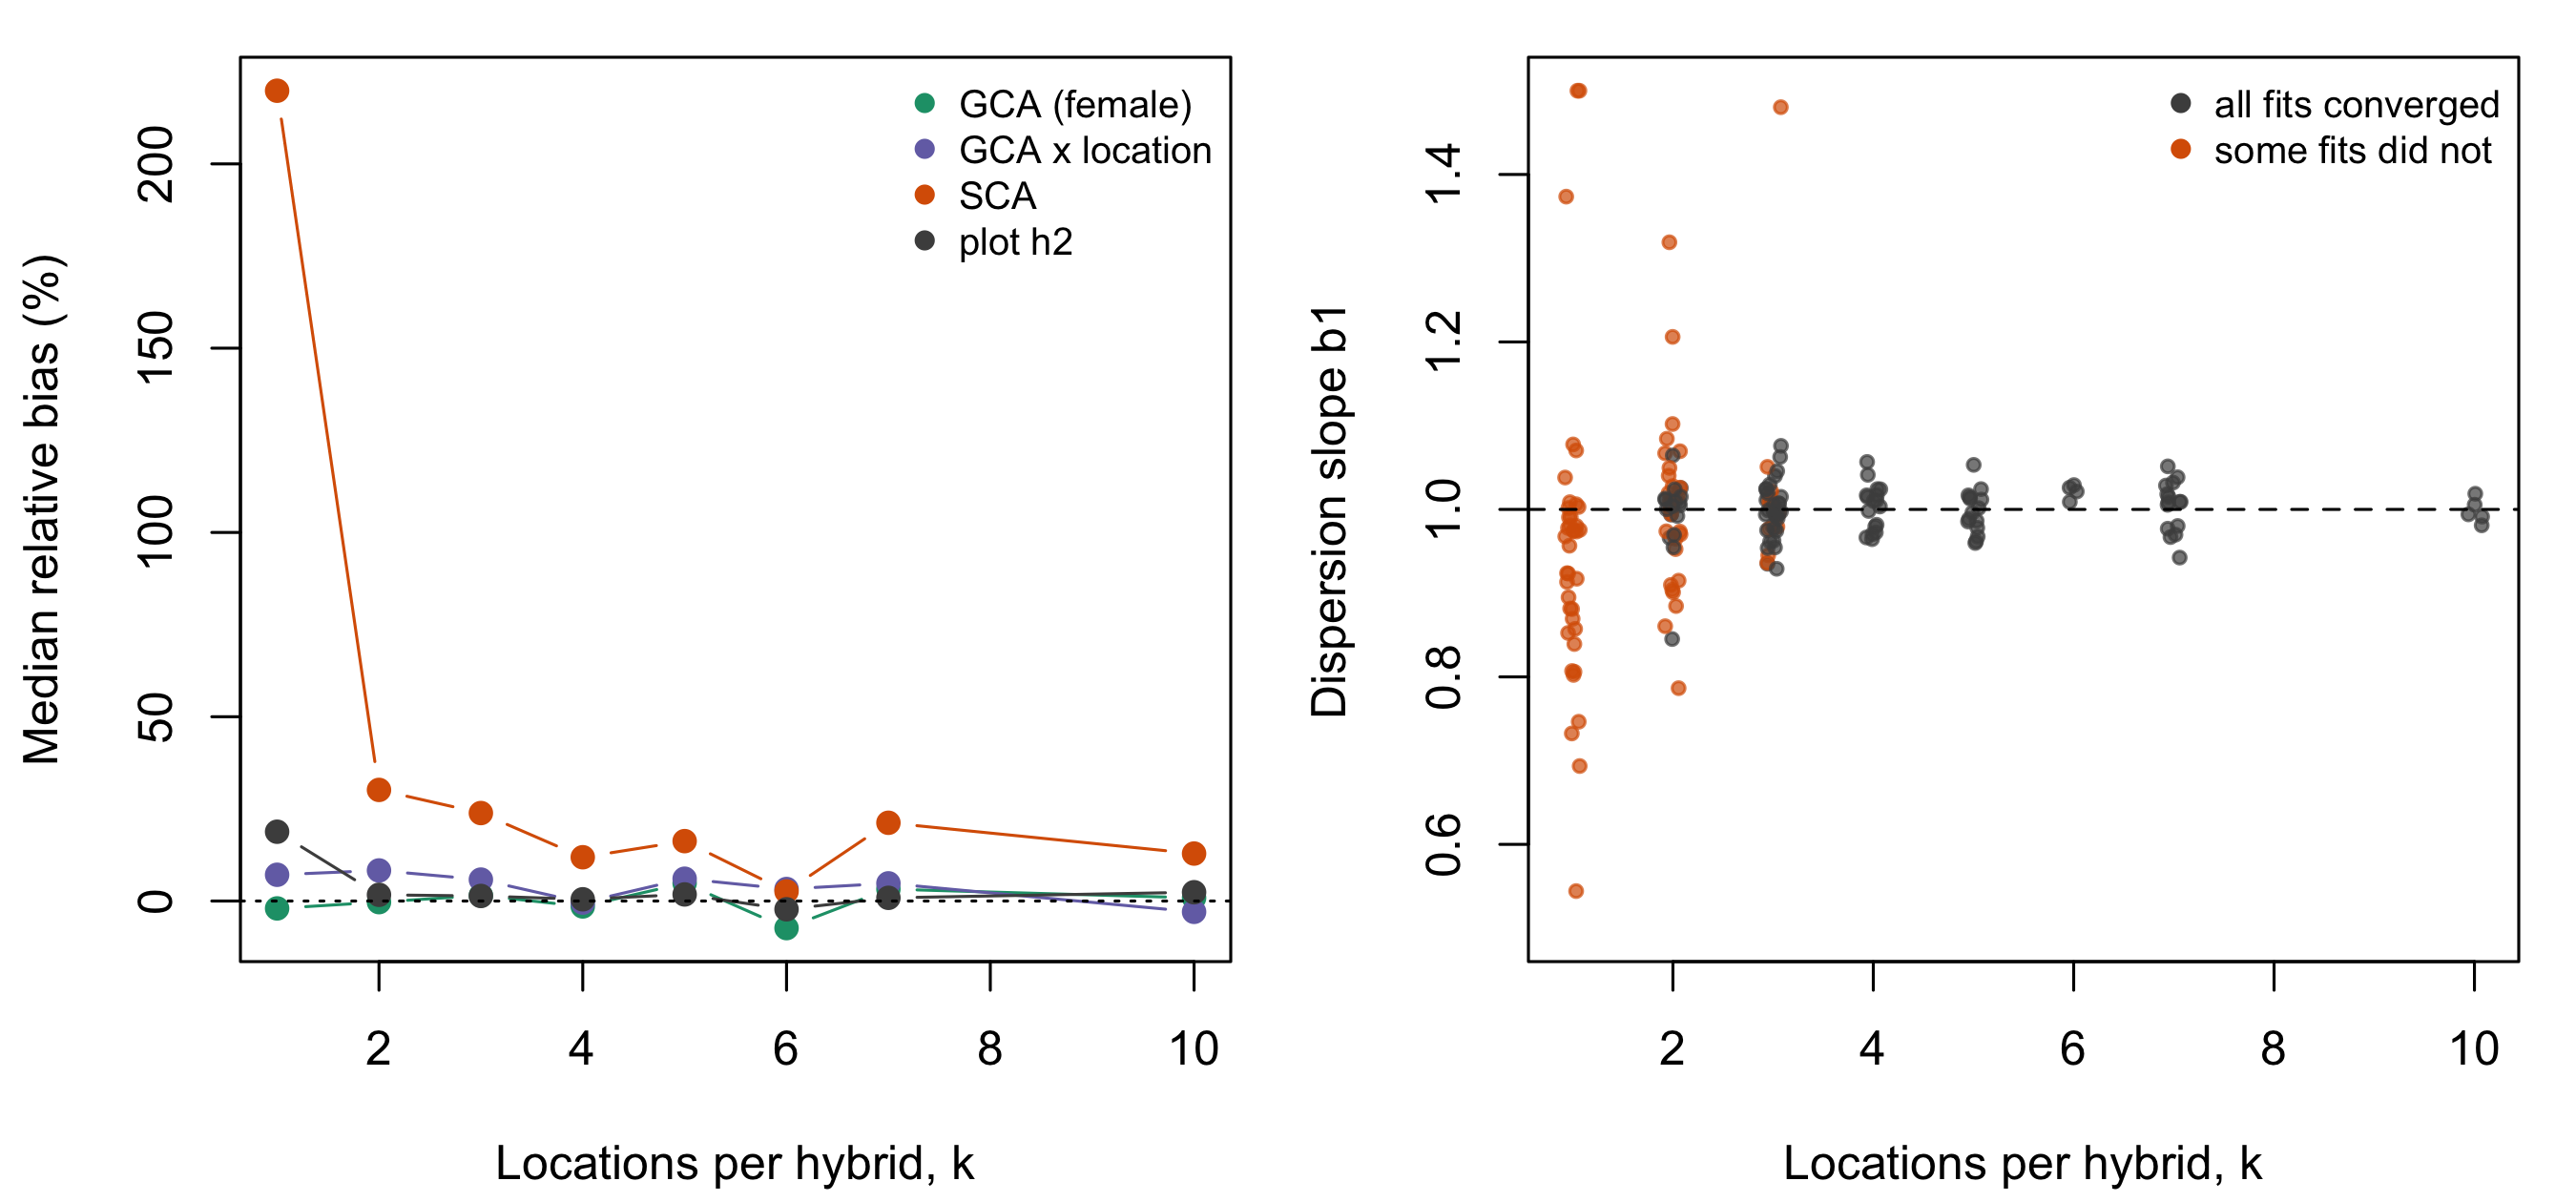 Median relative bias (%)
200
150
100
50
0
GCA (female)
GCA x location
SCA
plot h2
2 4 6 8 10
Locations per hybrid, k
Dispersion slope b1
1.4
1.2
1.0
0.8
0.6
all fits converged
some fits did not
2 4 6 8 10
Locations per hybrid, k